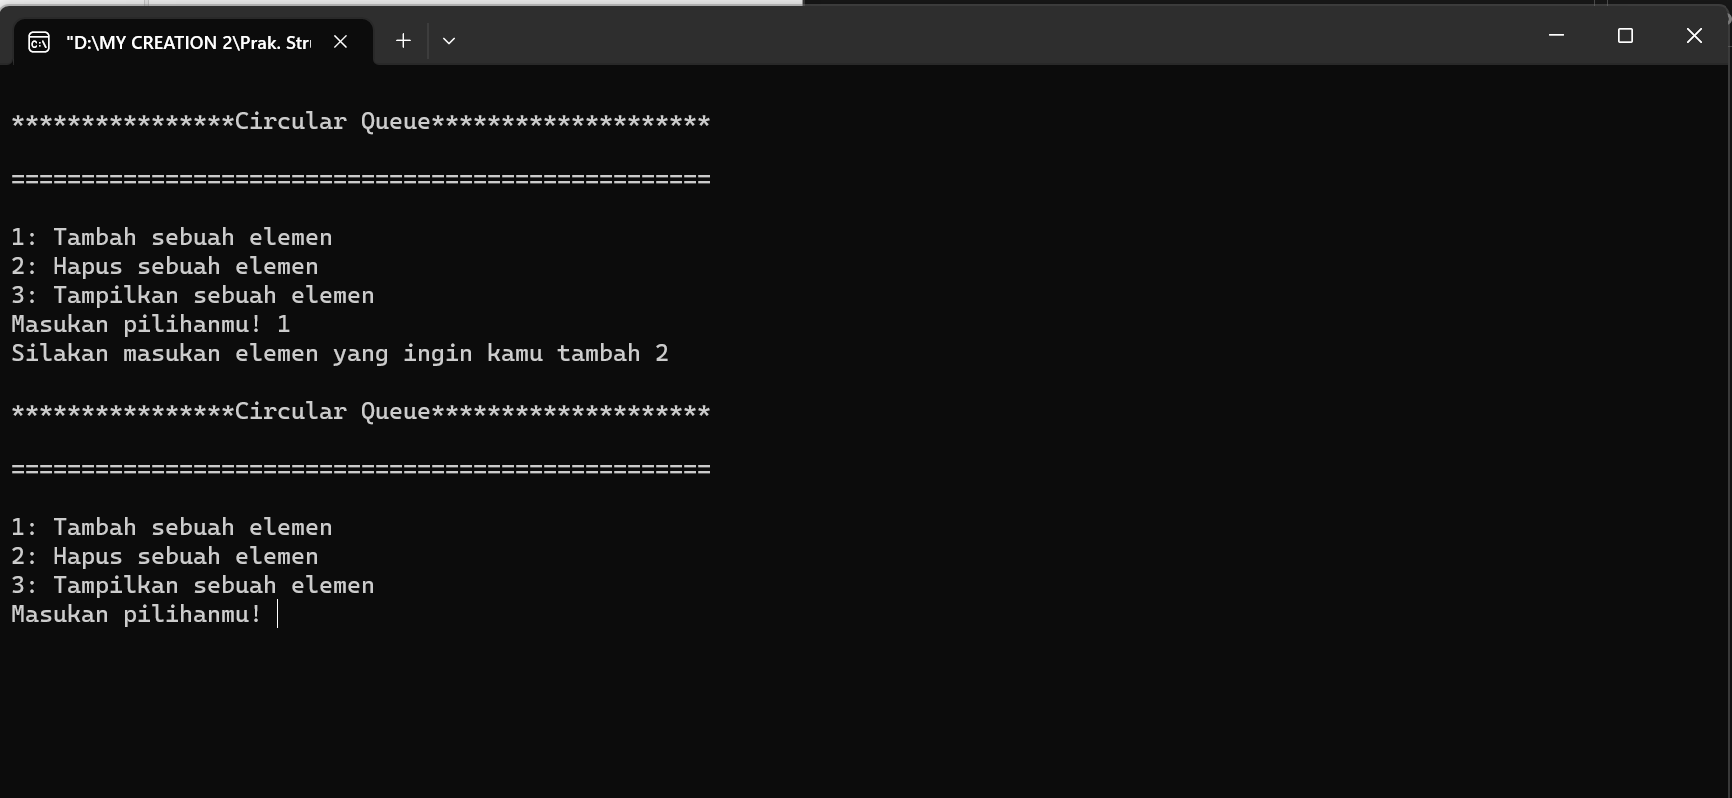 "D:\MY CREATION 2\Prak. Str
****************Circular Queue********************
==================================================
1: Tambah sebuah elemen
2: Hapus sebuah elemen
3: Tampilkan sebuah elemen
Masukan pilihanmu! 1
Silakan masukan elemen yang ingin kamu tambah 2
****************Circular Queue********************
==================================================
1: Tambah sebuah elemen
2: Hapus sebuah elemen
3: Tampilkan sebuah elemen
Masukan pilihanmu!